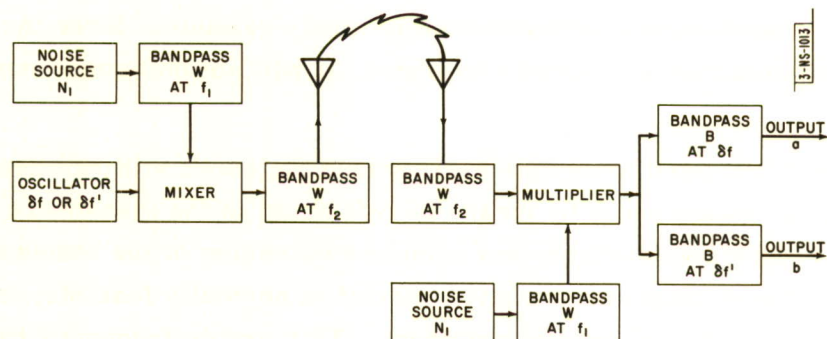 NOISE
SOURCE
N₁
BANDPASS
W
AT f₁
OSCILLATOR
δf OR δf'
MIXER
BANDPASS
W
AT f₂
BANDPASS
W
AT f₂
MULTIPLIER
NOISE
SOURCE
N₁
BANDPASS
W
AT f₁
BANDPASS
B
AT δf
OUTPUT
a
BANDPASS
B
AT δf'
OUTPUT
b
3-NS-1013